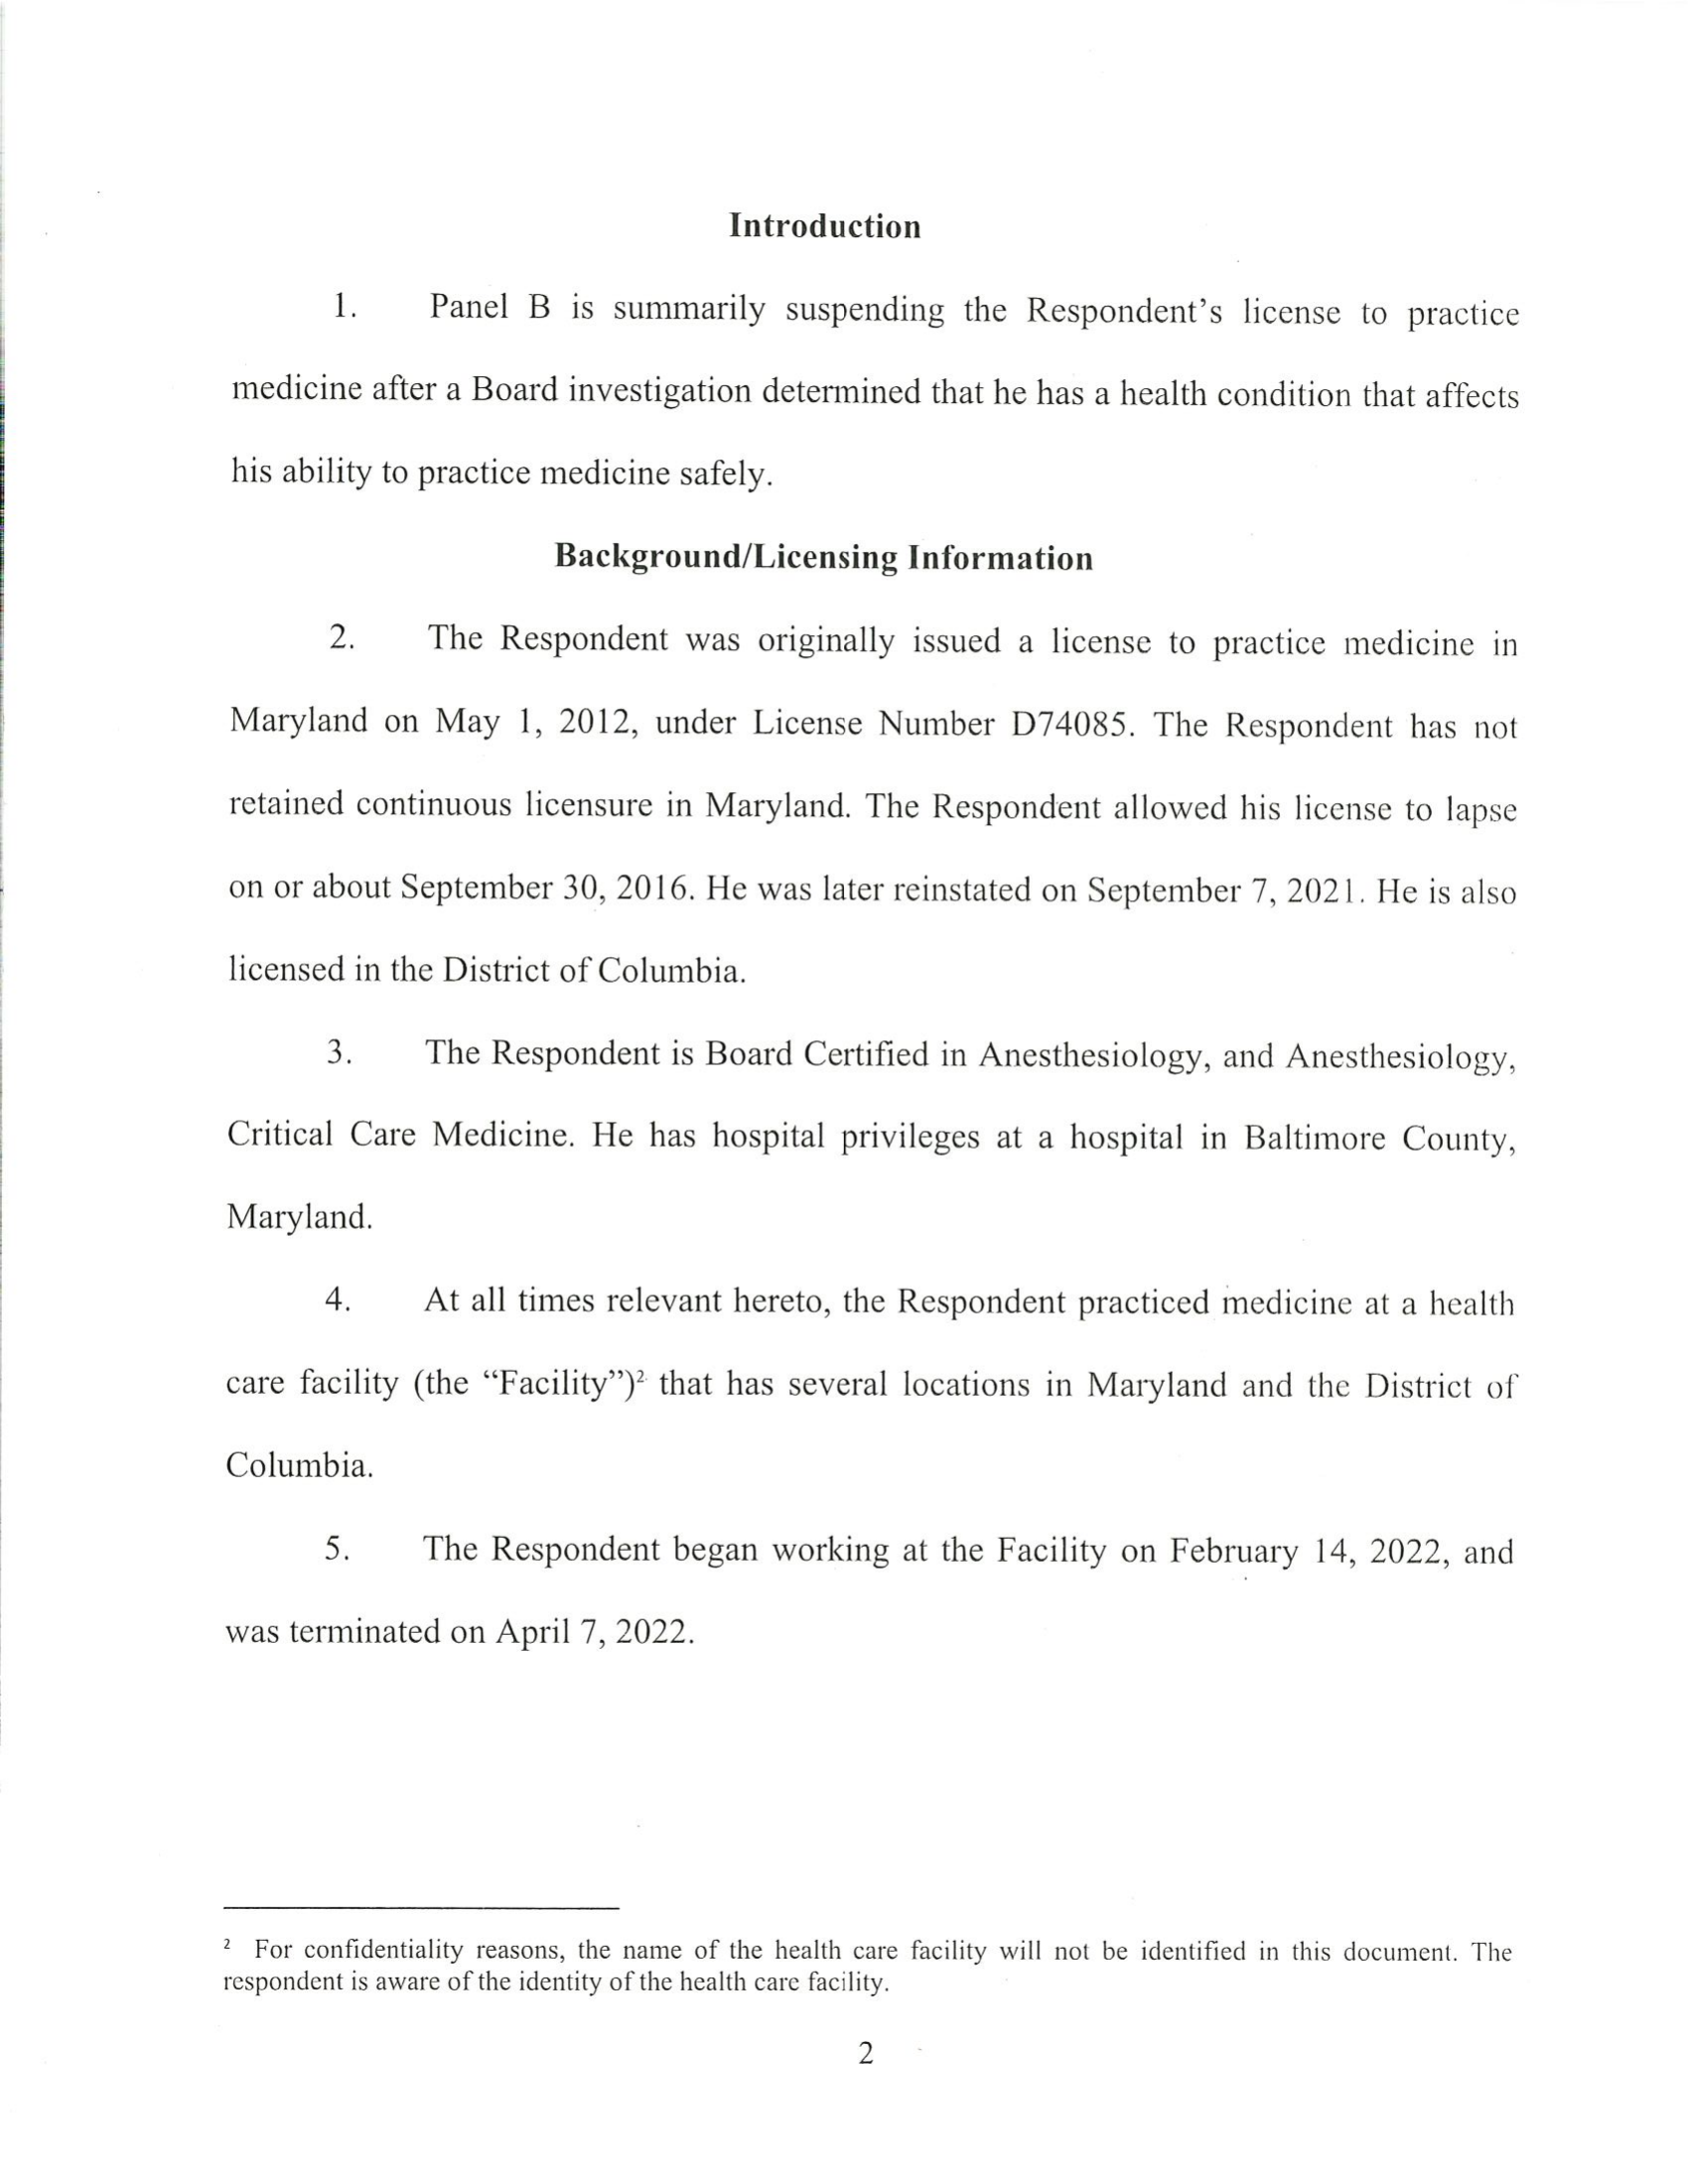 Introduction
1. Panel B is summarily suspending the Respondent's license to practice
medicine after a Board investigation determined that he has a health condition that affects
his ability to practice medicine safely.
Background/Licensing Information
2. The Respondent was originally issued a license to practice medicine in
Maryland on May 1, 2012, under License Number D74085. The Respondent has not
retained continuous licensure in Maryland. The Respondent allowed his license to lapse
on or about September 30, 2016. He was later reinstated on September 7, 2021. He is also
licensed in the District of Columbia.
3. The Respondent is Board Certified in Anesthesiology, and Anesthesiology,
Critical Care Medicine. He has hospital privileges at a hospital in Baltimore County,
Maryland.
4. At all times relevant hereto, the Respondent practiced medicine at a health
care facility (the “Facility”)² that has several locations in Maryland and the District of
Columbia.
5. The Respondent began working at the Facility on February 14, 2022, and
was terminated on April 7, 2022.
² For confidentiality reasons, the name of the health care facility will not be identified in this document. The
respondent is aware of the identity of the health care facility.
2